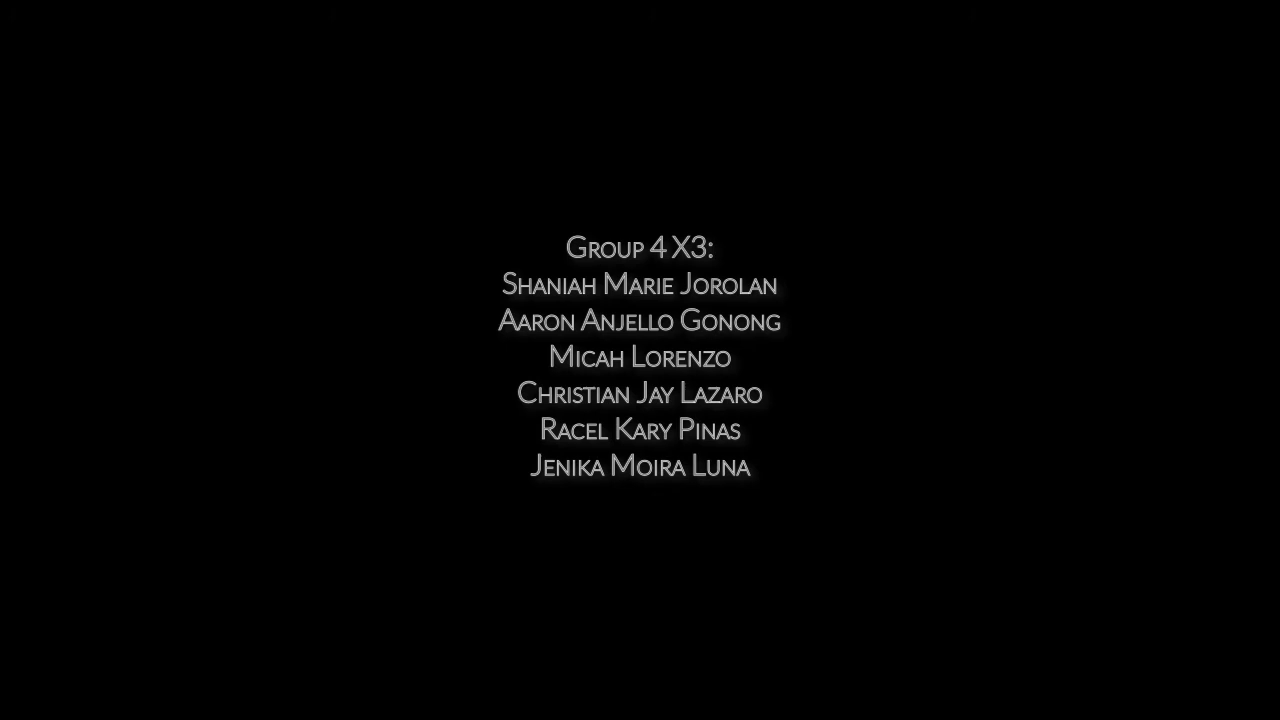 Group 4 X3:
Shaniah Marie Jorolan
Aaron Anjello Gonong
Micah Lorenzo
Christian Jay Lazaro
Racel Kary Pinas
Jenika Moira Luna